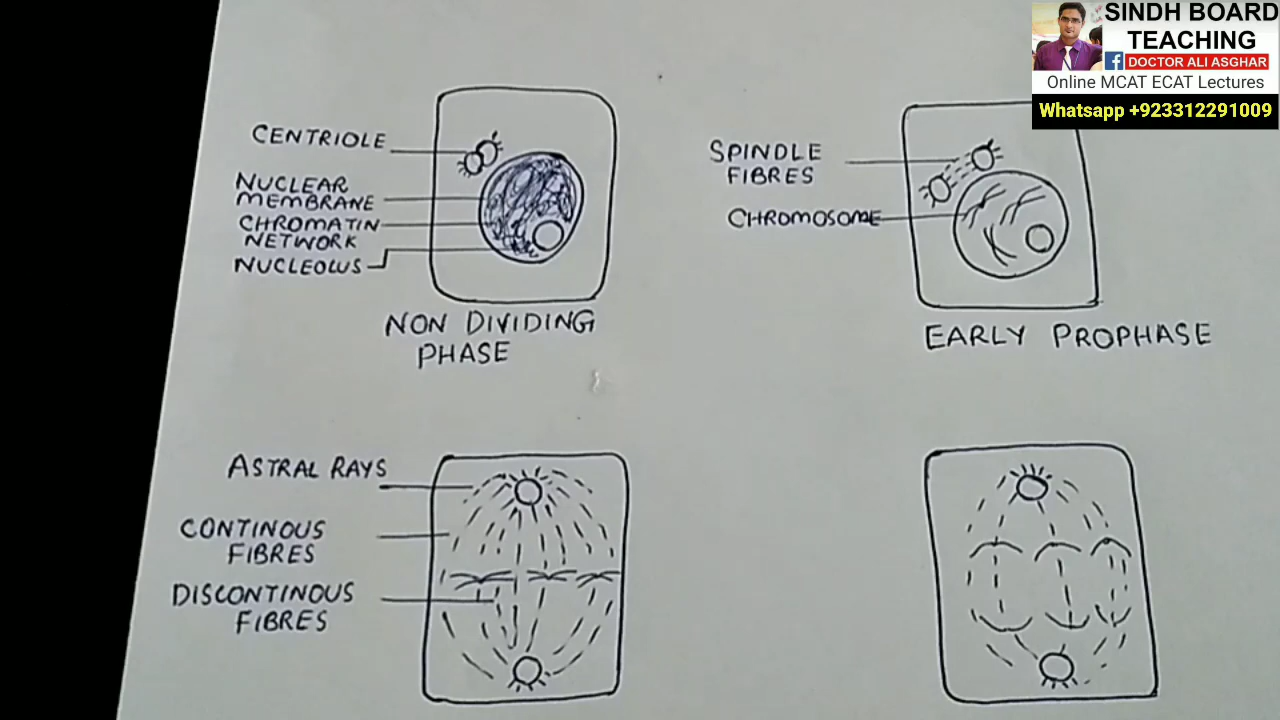 SINDH BOARD
TEACHING
f DOCTOR ALI ASGHAR
Online MCAT ECAT Lectures
Whatsapp +923312291009
CENTRIOLE
NUCLEAR
MEMBRANE
CHROMATIN
NETWORK
NUCLEOLUS
NON DIVIDING
PHASE
SPINDLE
FIBRES
CHROMOSOME
EARLY PROPHASE
ASTRAL RAYS
CONTINOUS
FIBRES
DISCONTINOUS
FIBRES